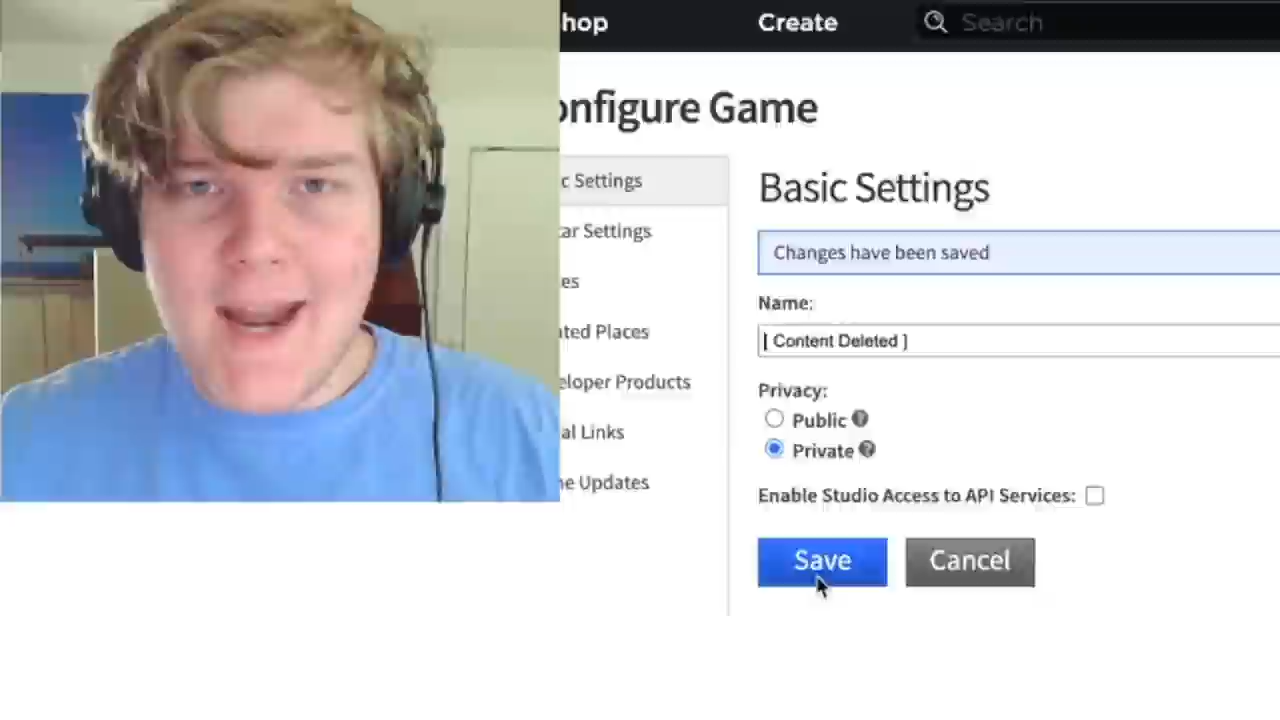 hop
Create
Search
onfigure Game
c Settings
ar Settings
es
ated Places
eloper Products
al Links
e Updates
Basic Settings
Changes have been saved
Name:
[ Content Deleted ]
Privacy:
Public
Private
Enable Studio Access to API Services:
Save
Cancel